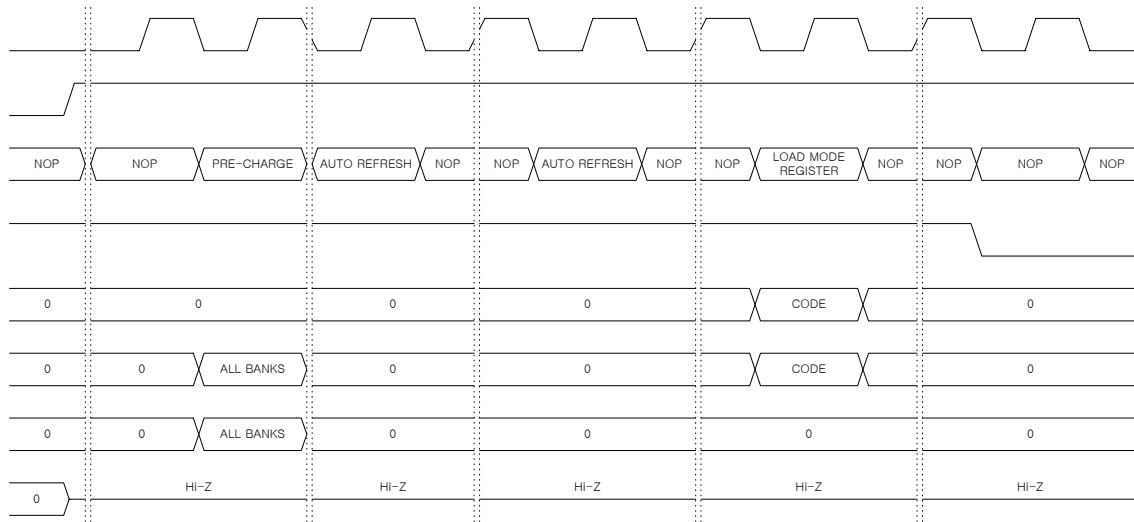 NOP NOP PRE-CHARGE AUTO REFRESH NOP NOP AUTO REFRESH NOP NOP LOAD MODE REGISTER NOP NOP NOP NOP
0 0 0 0 CODE 0
0 0 ALL BANKS 0 0 CODE 0
0 0 ALL BANKS 0 0 0 0
0 Hi-Z Hi-Z Hi-Z Hi-Z Hi-Z